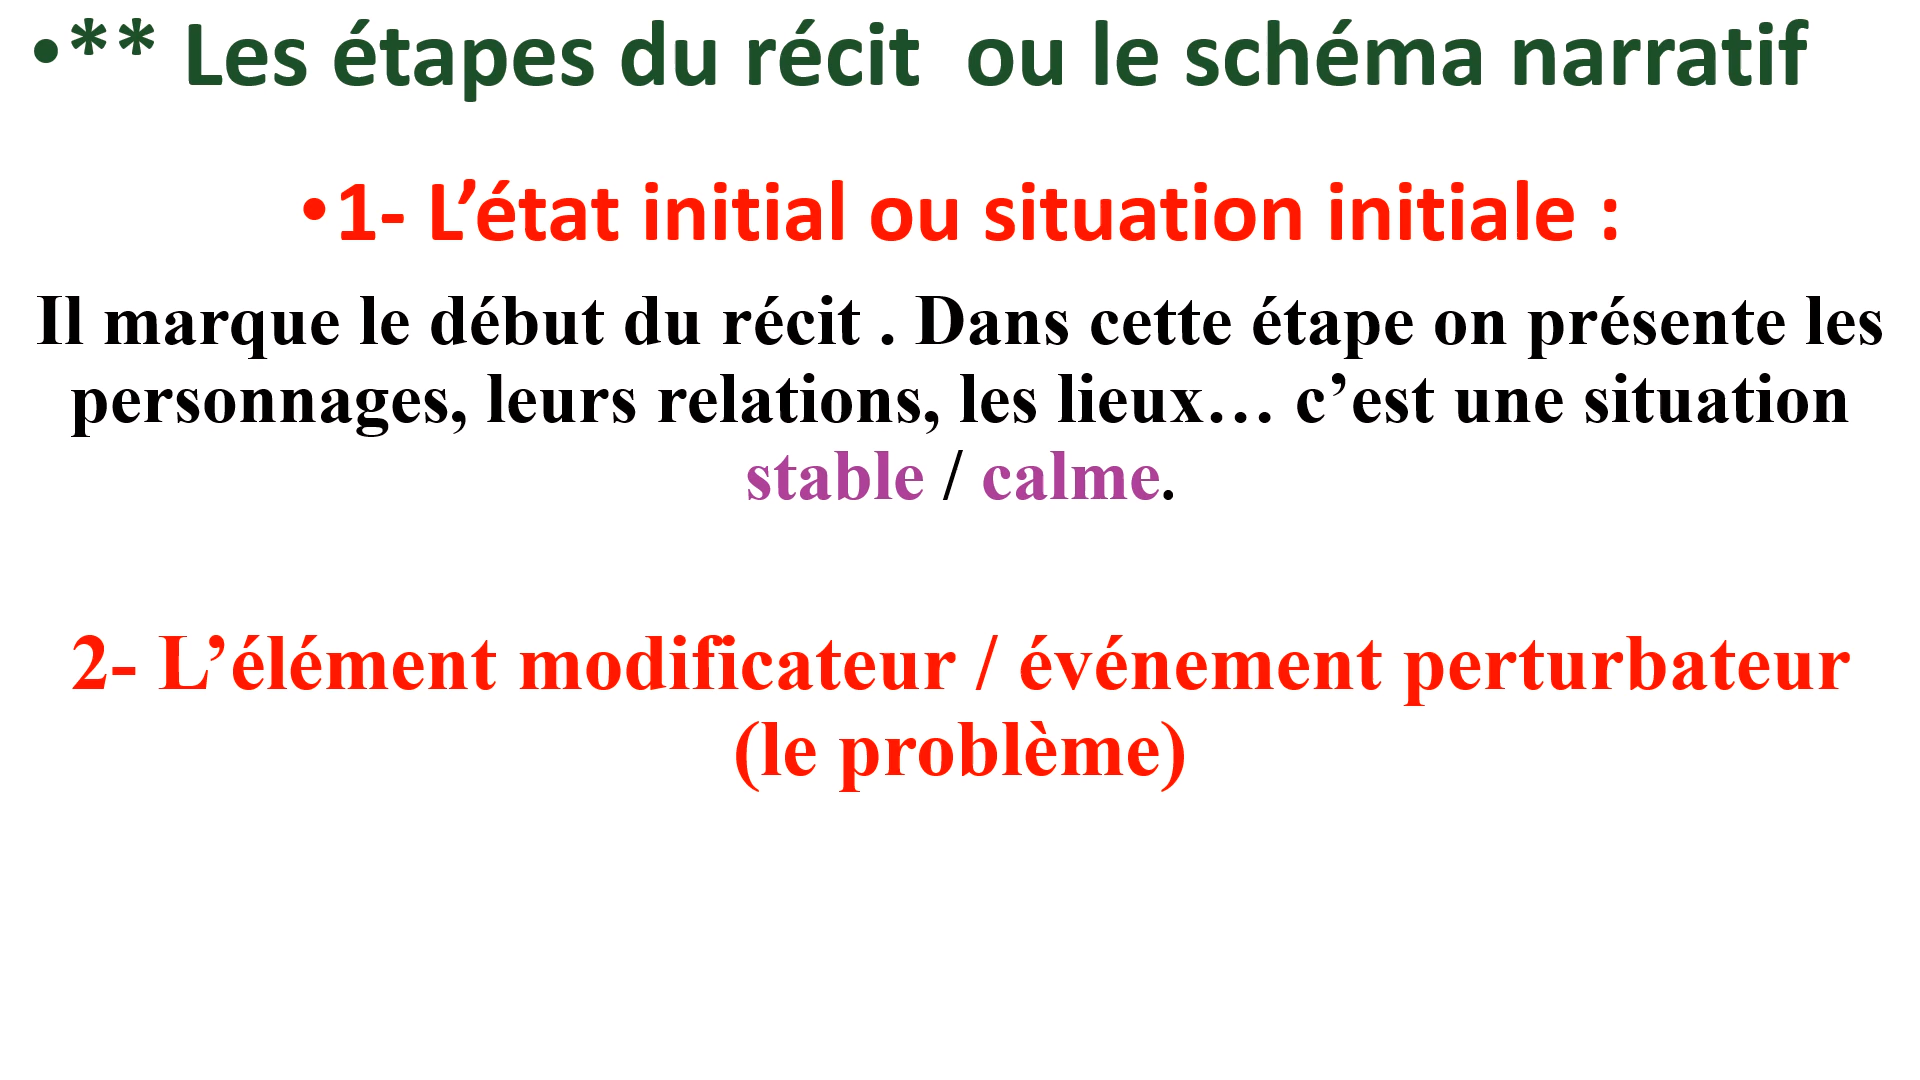 •** Les étapes du récit  ou le schéma narratif
•1- L’état initial ou situation initiale :
Il marque le début du récit . Dans cette étape on présente les
personnages, leurs relations, les lieux… c’est une situation
stable / calme.
2- L’élément modificateur / événement perturbateur
(le problème)